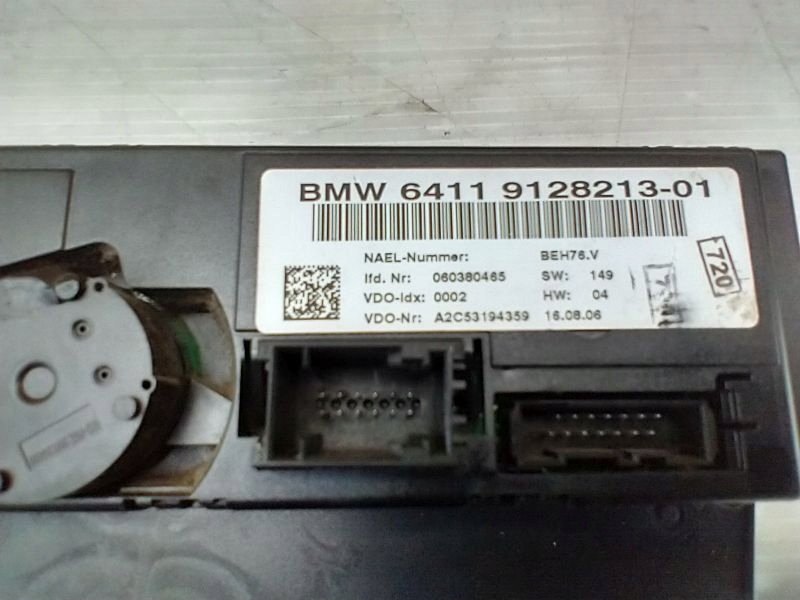 BMW 6411 9128213-01
NAEL-Nummer: BEH76.V
lfd. Nr: 060380465 SW: 149
VDO-Idx: 0002 HW: 04
VDO-Nr: A2C53194359 16.08.06
720